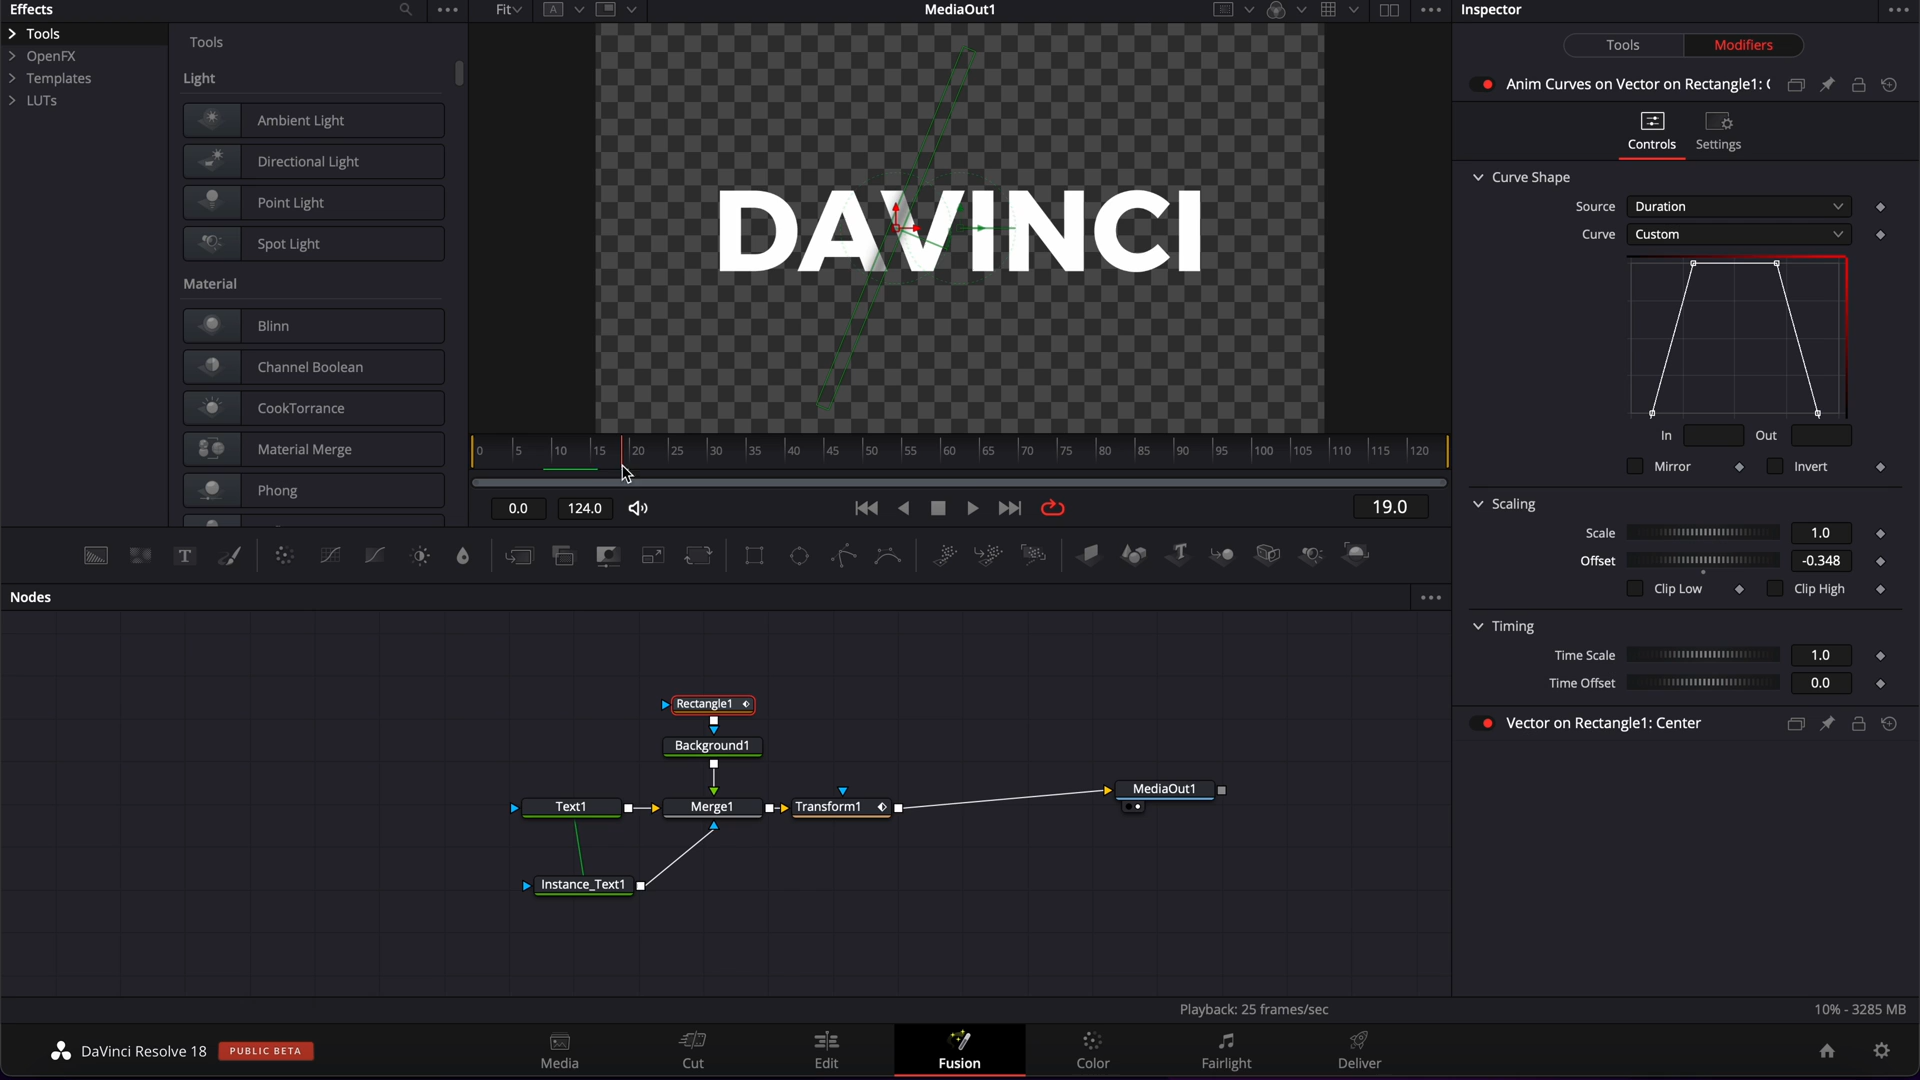 Effects
Fit
A
MediaOut1
Inspector
Tools
OpenFX
Templates
LUTs
Tools
Light
Ambient Light
Directional Light
Point Light
Spot Light
Material
Blinn
Channel Boolean
CookTorrance
Material Merge
Phong
DAVINCI
0 5 10 15 20 25 30 35 40 45 50 55 60 65 70 75 80 85 90 95 100 105 110 115 120
0.0 124.0
19.0
Tools Modifiers
Anim Curves on Vector on Rectangle1: (
Controls Settings
Curve Shape
Source Duration
Curve Custom
In Out
Mirror Invert
Scaling
Scale 1.0
Offset -0.348
Clip Low Clip High
Timing
Time Scale 1.0
Time Offset 0.0
Vector on Rectangle1: Center
T
T
Nodes
Rectangle1
Background1
Text1
Merge1
Transform1
MediaOut1
Instance_Text1
Playback: 25 frames/sec
10% - 3285 MB
DaVinci Resolve 18 PUBLIC BETA
Media
Cut
Edit
Fusion
Color
Fairlight
Deliver